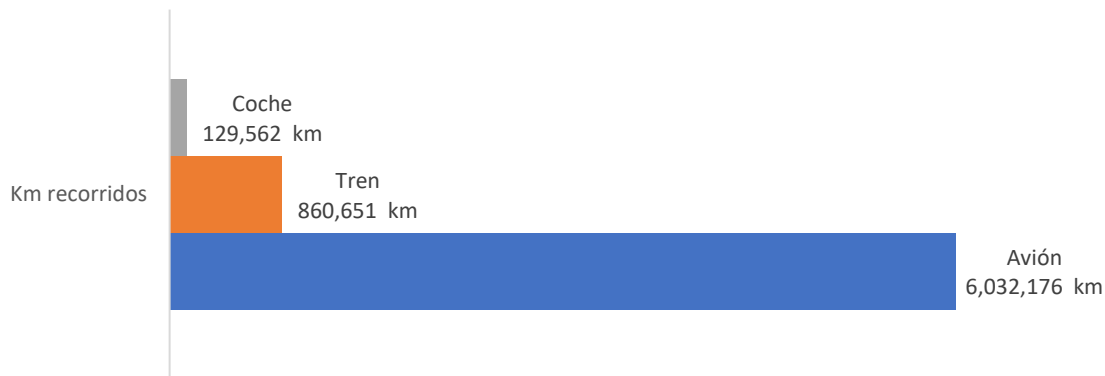 Coche
129,562 km
Km recorridos
Tren
860,651 km
Avión
6,032,176 km